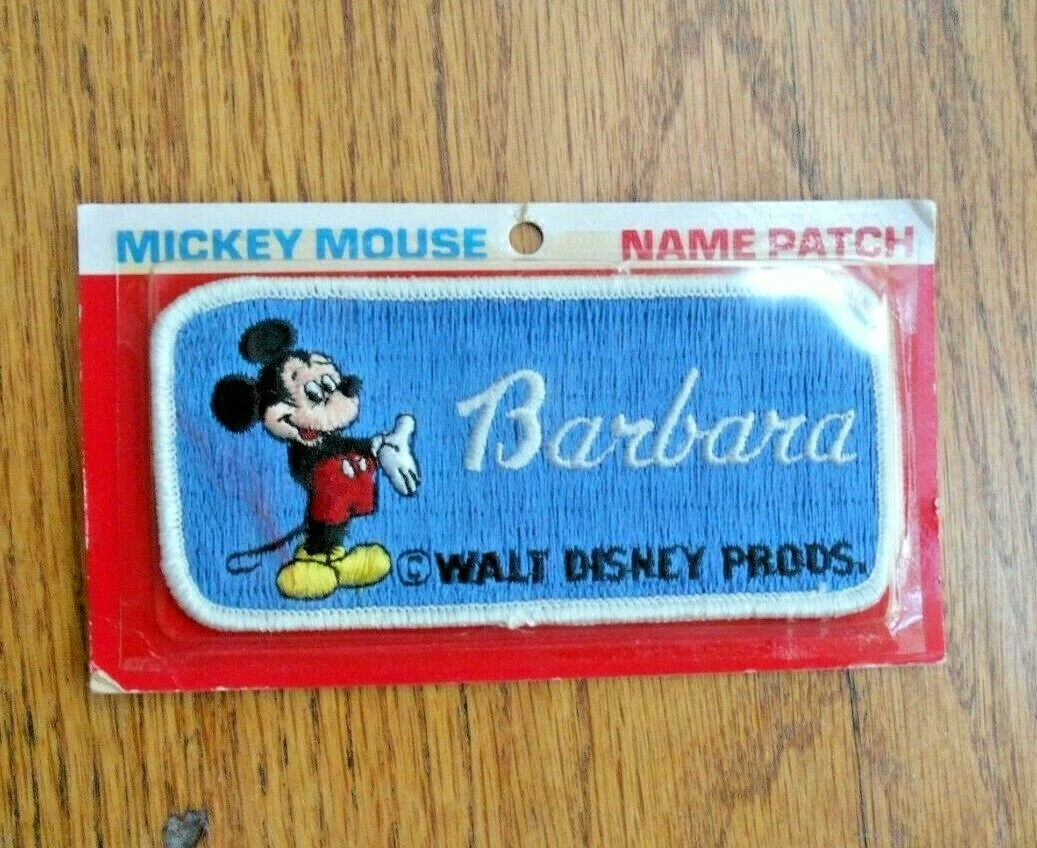 MICKEY MOUSE NAME PATCH
Barbara
© WALT DISNEY PRODS.